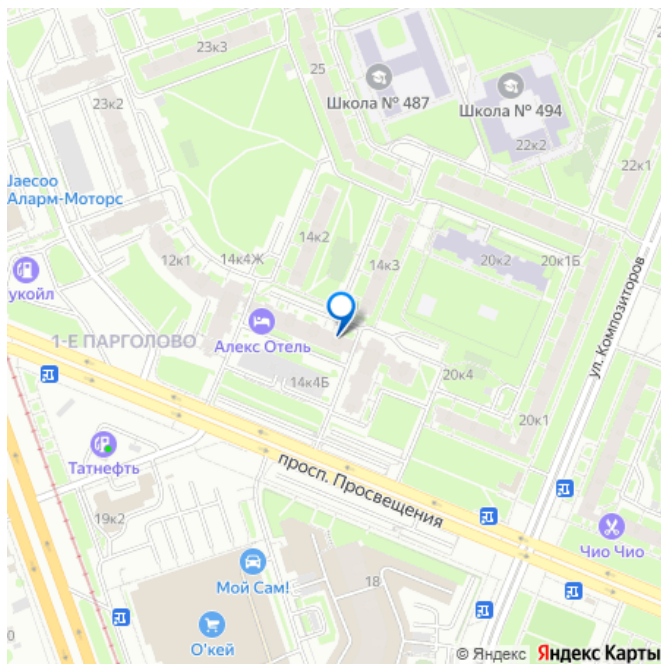 23к3
25
Школа № 487
Школа № 494
23к2
22к2
22к1
Jaecoo
Аларм-Моторс
14к2
12к1
14к4Ж
14к3
20к2
20к1Б
укойл
ул. Композиторов
1-Е ПАРГОЛОВО
Алекс Отель
14к4Б
20к4
20к1
Татнефть
просп. Просвещения
19к2
Чио Чио
Мой Сам!
18
О'кей
© Яндекс Яндекс Карты